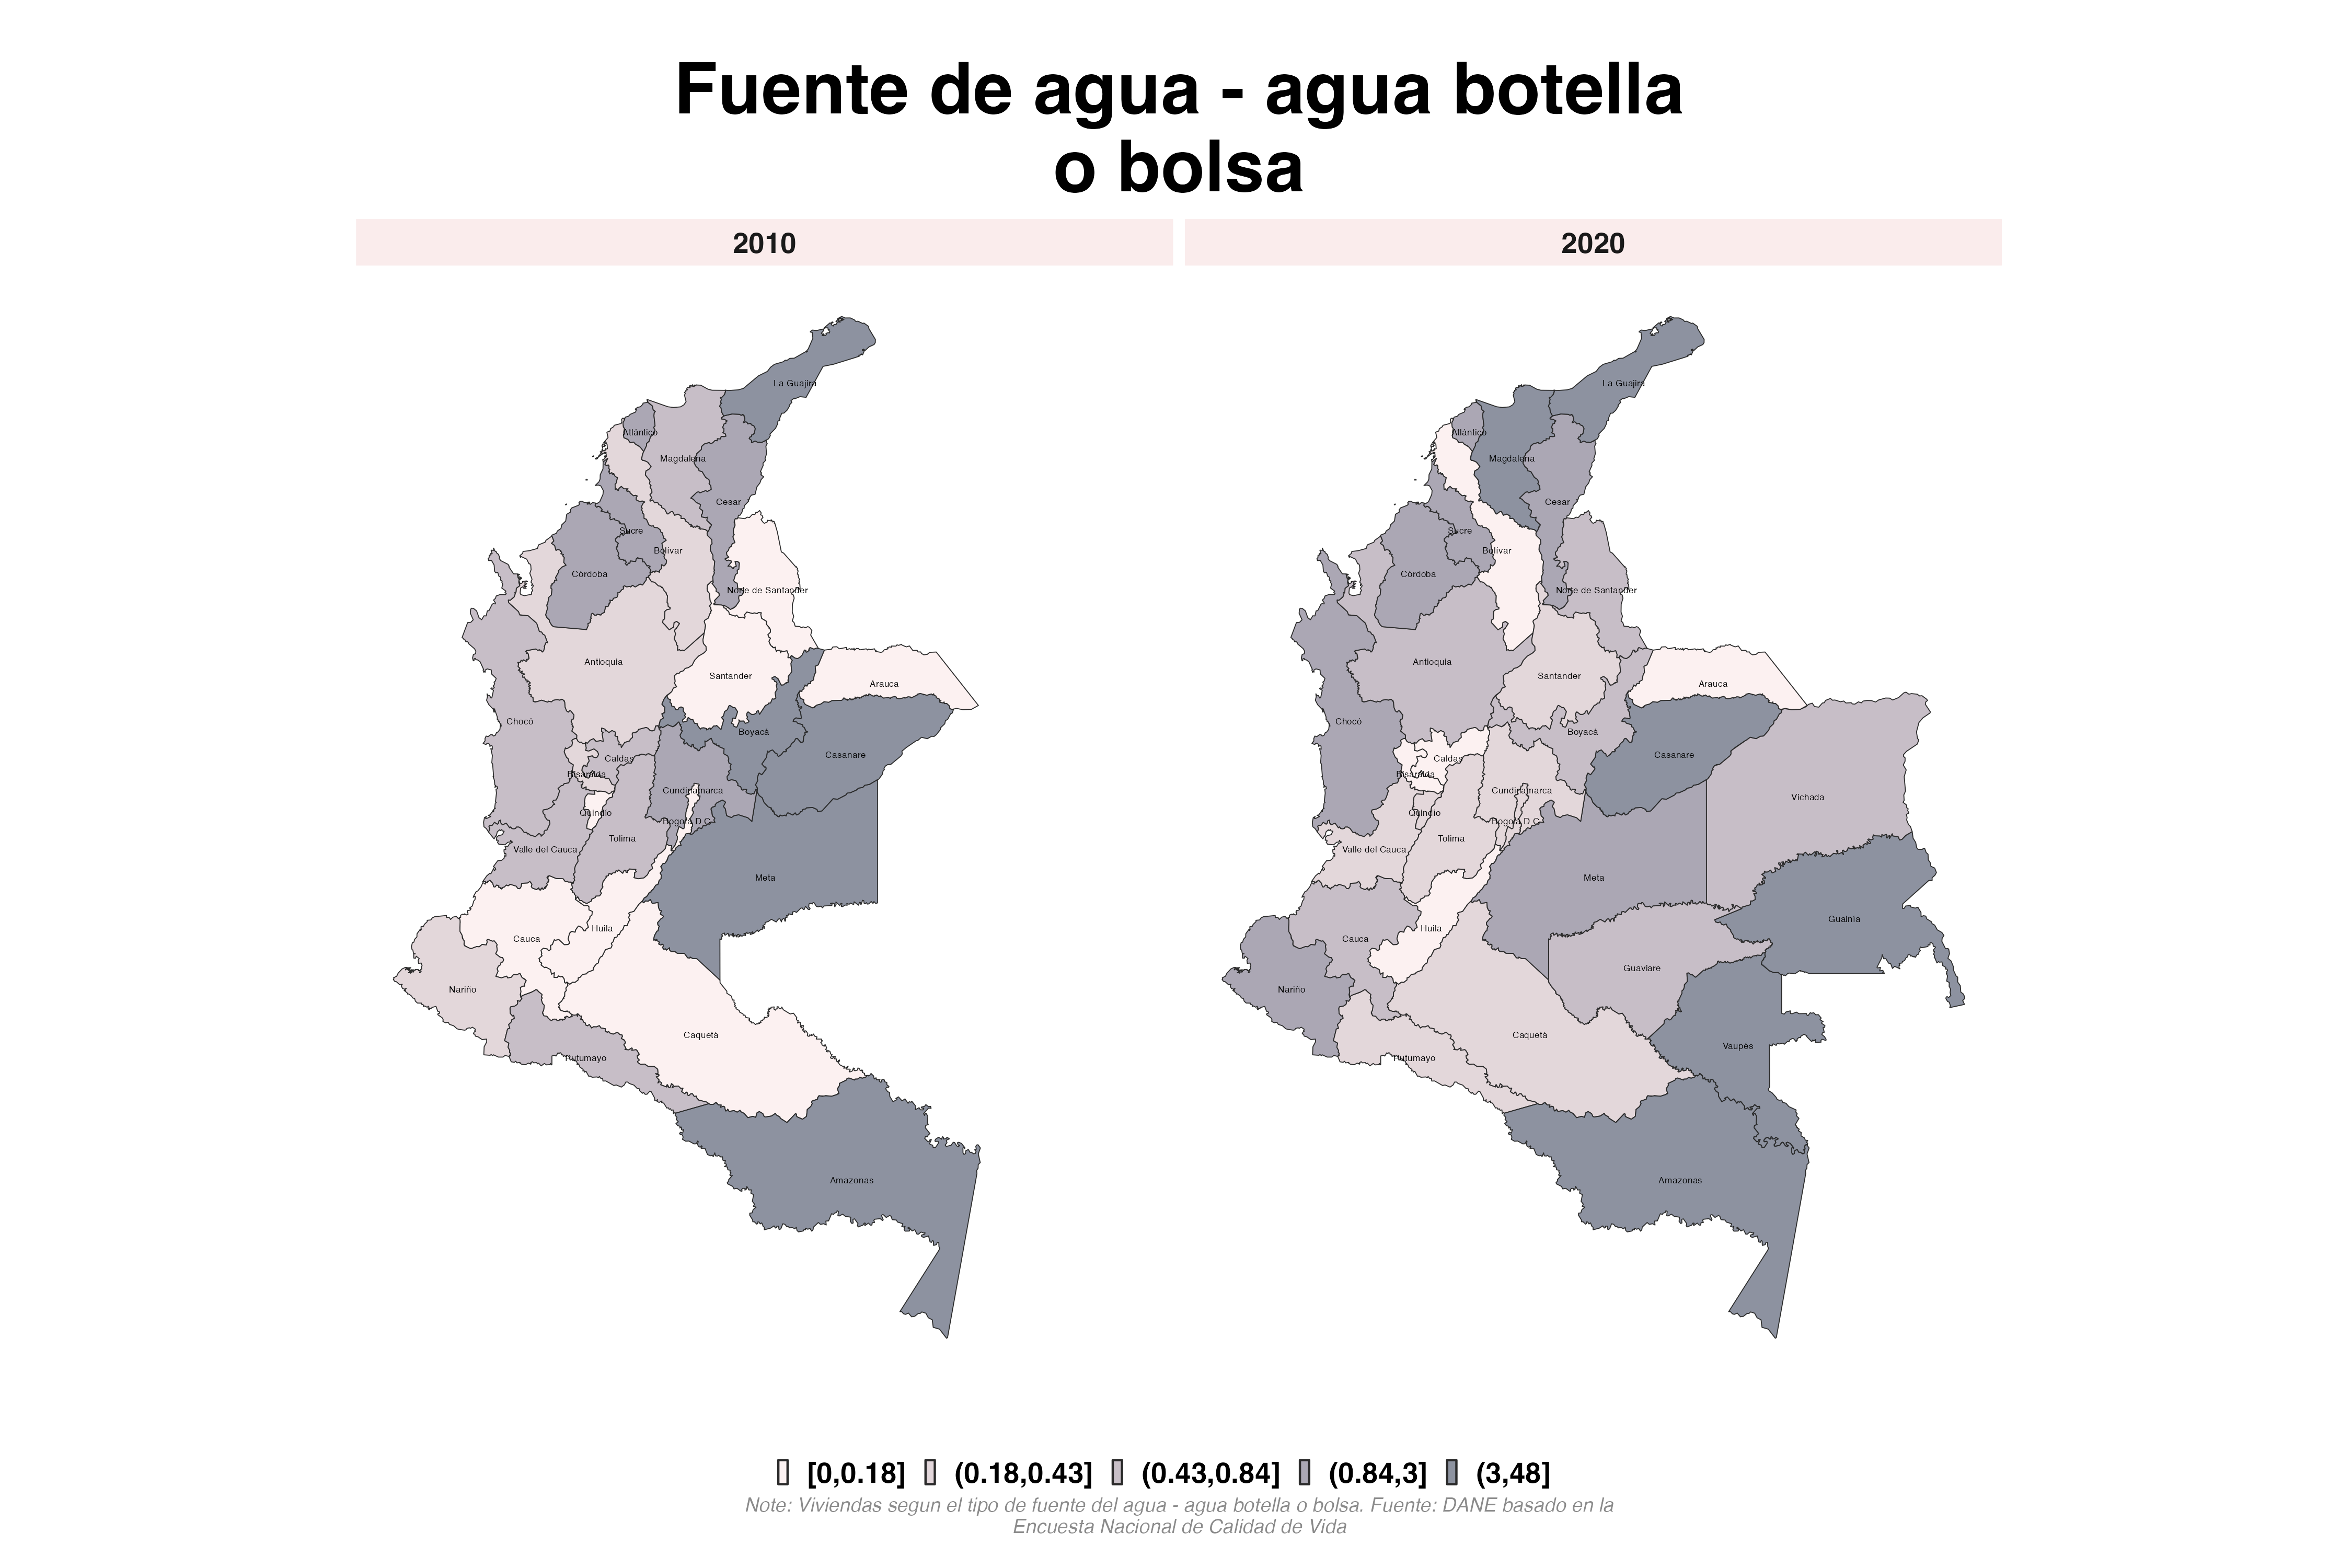 Fuente de agua - agua botella
o bolsa
2010
2020
La Guajira
Atlántico
Magdalena
Cesar
Sucre
Bolívar
Córdoba
Norte de Santander
Antioquia
Santander
Arauca
Chocó
Boyacá
Caldas
Casanare
Risaralda
Cundinamarca
Quindío
Bogotá D.C.
Tolima
Valle del Cauca
Meta
Huila
Cauca
Nariño
Caquetá
Putumayo
Amazonas
La Guajira
Atlántico
Magdalena
Cesar
Sucre
Bolívar
Córdoba
Norte de Santander
Antioquia
Santander
Arauca
Chocó
Boyacá
Casanare
Caldas
Risaralda
Cundinamarca
Vichada
Quindío
Bogotá D.C.
Tolima
Valle del Cauca
Meta
Guainía
Huila
Cauca
Guaviare
Nariño
Caquetá
Vaupés
Putumayo
Amazonas
[0,0.18] (0.18,0.43] (0.43,0.84] (0.84,3] (3,48]
Note: Viviendas segun el tipo de fuente del agua - agua botella o bolsa. Fuente: DANE basado en la
Encuesta Nacional de Calidad de Vida